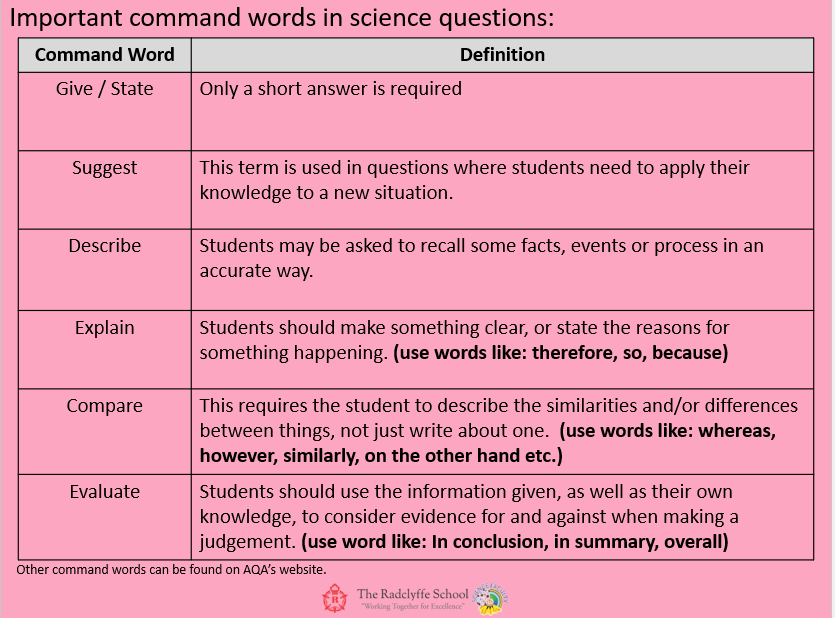 Important command words in science questions:
Command Word
Definition
Give / State
Only a short answer is required
Suggest
This term is used in questions where students need to apply their
knowledge to a new situation.
Describe
Students may be asked to recall some facts, events or process in an
accurate way.
Explain
Students should make something clear, or state the reasons for
something happening. (use words like: therefore, so, because)
Compare
This requires the student to describe the similarities and/or differences
between things, not just write about one.  (use words like: whereas,
however, similarly, on the other hand etc.)
Evaluate
Students should use the information given, as well as their own
knowledge, to consider evidence for and against when making a
judgement. (use word like: In conclusion, in summary, overall)
Other command words can be found on AQA’s website.
The Radclyffe School
"Working Together for Excellence"